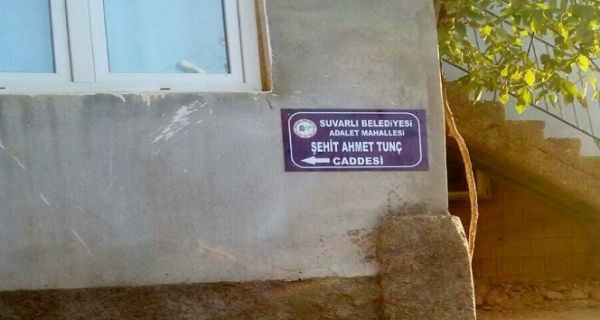 SUVARLI BELEDİYESİ
ADALET MAHALLESİ
ŞEHİT AHMET TUNÇ
CADDESİ